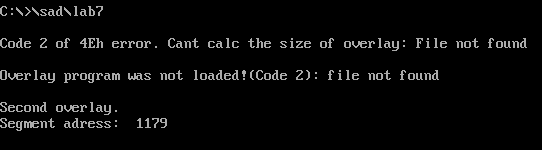 C:\>\sad\lab7
Code 2 of 4Eh error. Cant calc the size of overlay: File not found
Overlay program was not loaded!(Code 2): file not found
Second overlay.
Segment adress:  1179